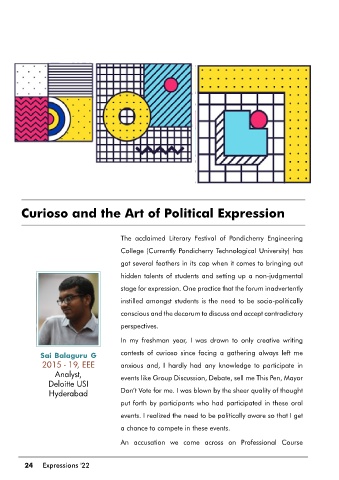 Curioso and the Art of Political Expression
The acclaimed Literary Festival of Pondicherry Engineering
College (Currently Pondicherry Technological University) has
got several feathers in its cap when it comes to bringing out
hidden talents of students and setting up a non-judgmental
stage for expression. One practice that the forum inadvertently
instilled amongst students is the need to be socio-politically
conscious and the decorum to discuss and accept contradictory
perspectives.
In my freshman year, I was drawn to only creative writing
contests of curioso since facing a gathering always left me
anxious and, I hardly had any knowledge to participate in
events like Group Discussion, Debate, sell me This Pen, Mayor
Don't Vote for me. I was blown by the sheer quality of thought
put forth by participants who had participated in these oral
events. I realized the need to be politically aware so that I get
a chance to compete in these events.
An accusation we come across on Professional Course
Sai Balaguru G
2015 - 19, EEE
Analyst,
Deloitte USI
Hyderabad
24 Expressions '22